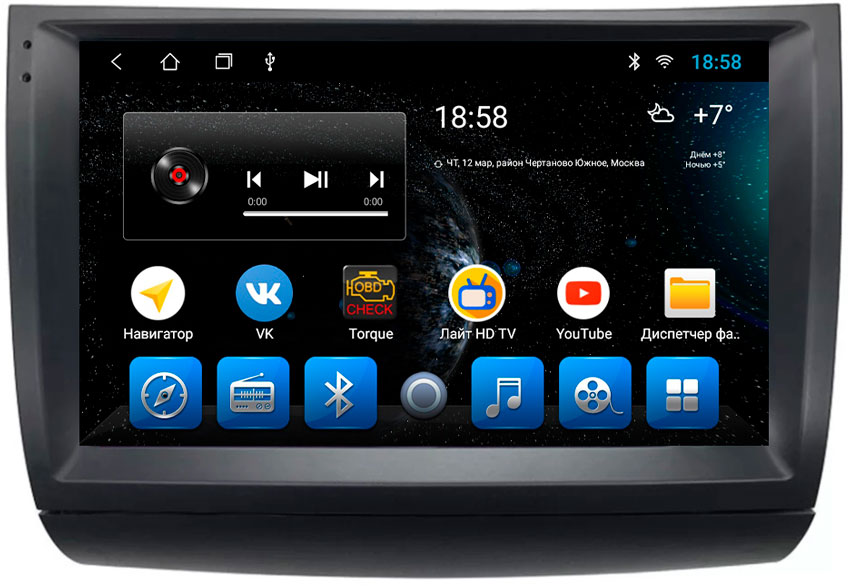 18:58
18:58
+7°
ЧТ, 12 мар, район Чертаново Южное, Москва
Днём +8°
Ночью +5°
0:00
0:00
Навигатор
VK
Torque
Лайт HD TV
YouTube
Диспетчер фа..
OBD
CHECK